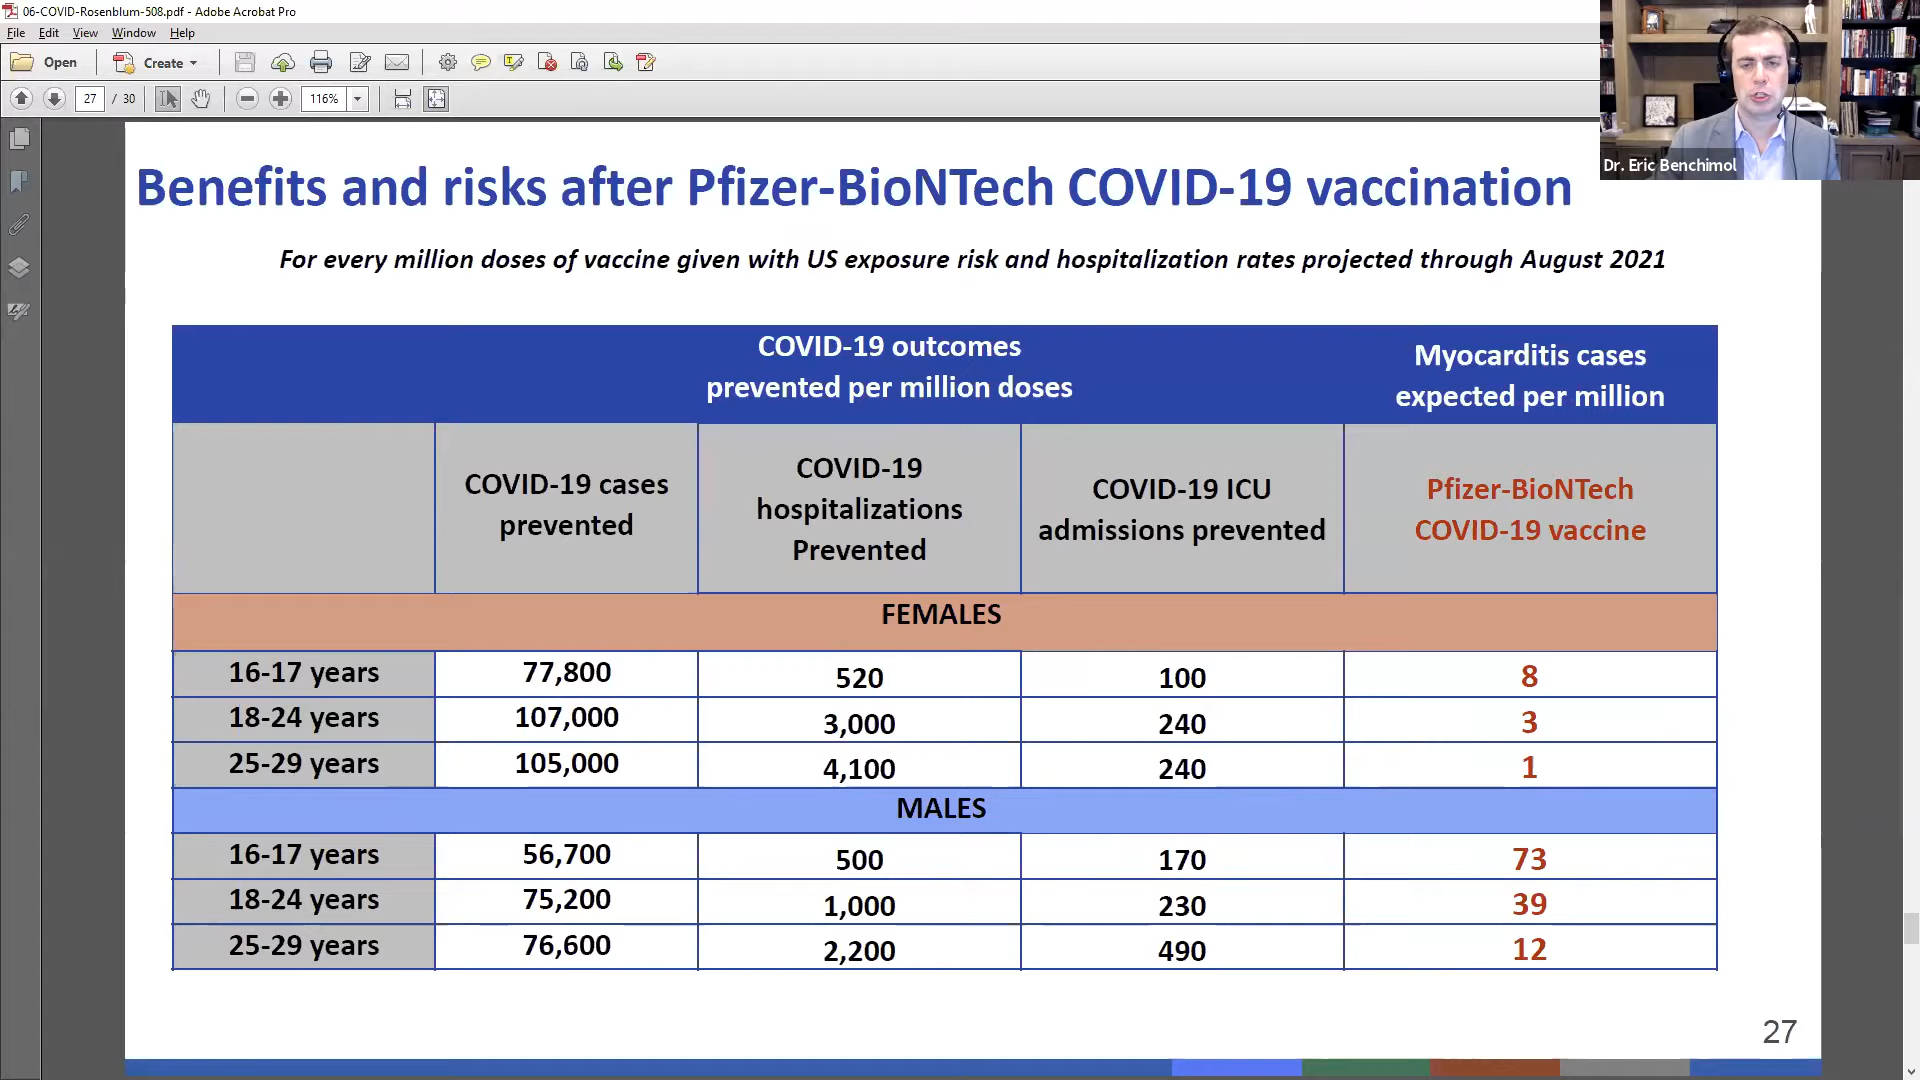 06-COVID-Rosenblum-508.pdf - Adobe Acrobat Pro
File Edit View Window Help
Open Create
27 / 30 116%
Dr. Eric Benchimol
Benefits and risks after Pfizer-BioNTech COVID-19 vaccination
For every million doses of vaccine given with US exposure risk and hospitalization rates projected through August 2021
COVID-19 outcomes
prevented per million doses
Myocarditis cases
expected per million
COVID-19 cases
prevented
COVID-19
hospitalizations
Prevented
COVID-19 ICU
admissions prevented
Pfizer-BioNTech
COVID-19 vaccine
FEMALES
16-17 years 77,800 520 100 8
18-24 years 107,000 3,000 240 3
25-29 years 105,000 4,100 240 1
MALES
16-17 years 56,700 500 170 73
18-24 years 75,200 1,000 230 39
25-29 years 76,600 2,200 490 12
27